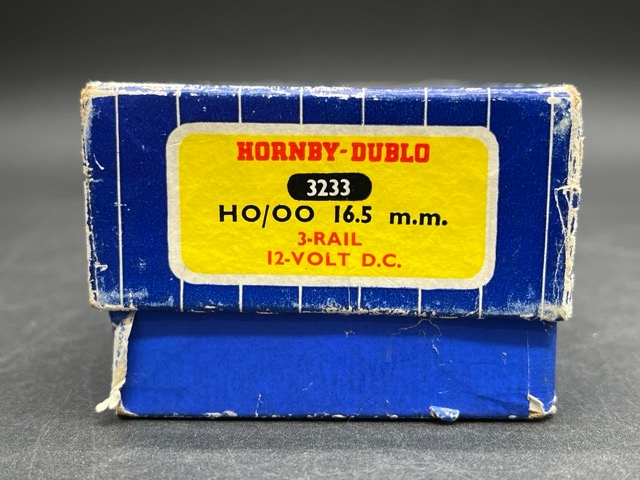 HORNBY-DUBLO
3233
HO/OO 16.5 m.m.
3-RAIL
12-VOLT D.C.